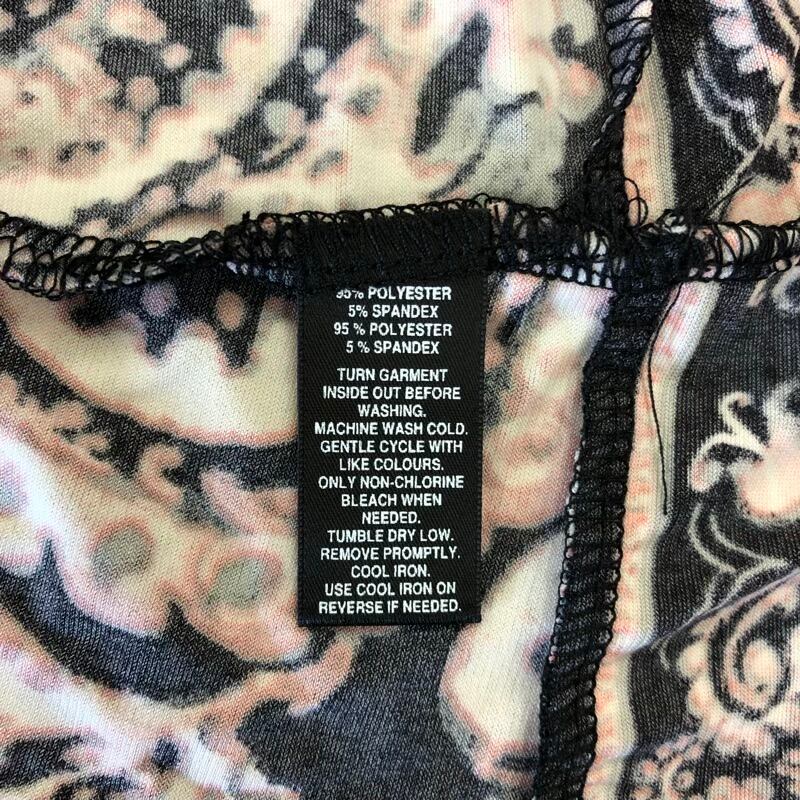 95% POLYESTER
5% SPANDEX
95 % POLYESTER
5 % SPANDEX
TURN GARMENT
INSIDE OUT BEFORE
WASHING.
MACHINE WASH COLD.
GENTLE CYCLE WITH
LIKE COLOURS.
ONLY NON-CHLORINE
BLEACH WHEN
NEEDED.
TUMBLE DRY LOW.
REMOVE PROMPTLY.
COOL IRON.
USE COOL IRON ON
REVERSE IF NEEDED.